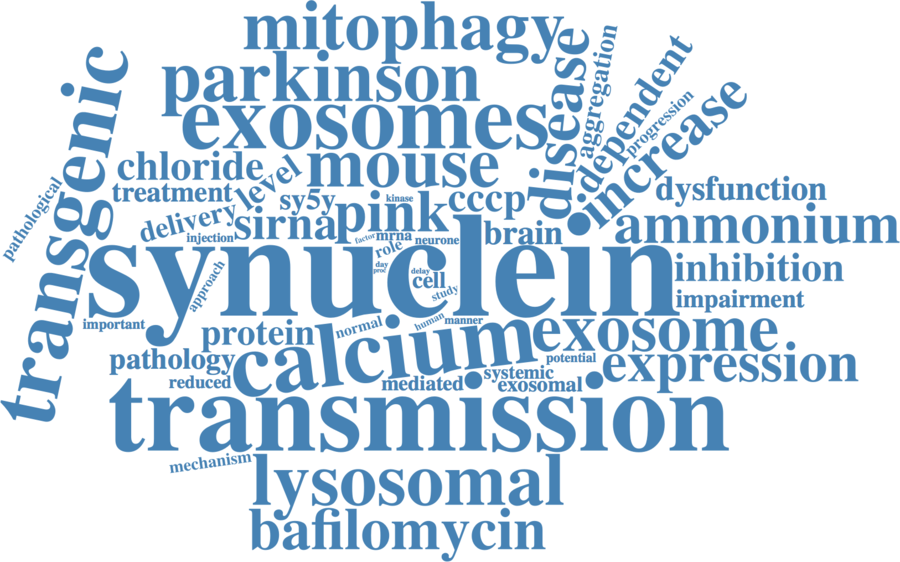 mitophagy
parkinson
exosomes
disease
aggregation
independent
progression
increase
transgenic
pathological
chloride
mouse
treatment
level
sy5y
kinase
cccp
dysfunction
delivery
sirna
pink
brain
ammonium
injection
factor
mrna
neurone
role
synuclein
day
proc
delay
cell
study
approach
inhibition
impairment
important
protein
normal
human
manner
calcium
exosome
pathology
potential
expression
reduced
mediated
systemic
exosomal
transmission
mechanism
lysosomal
bafilomycin